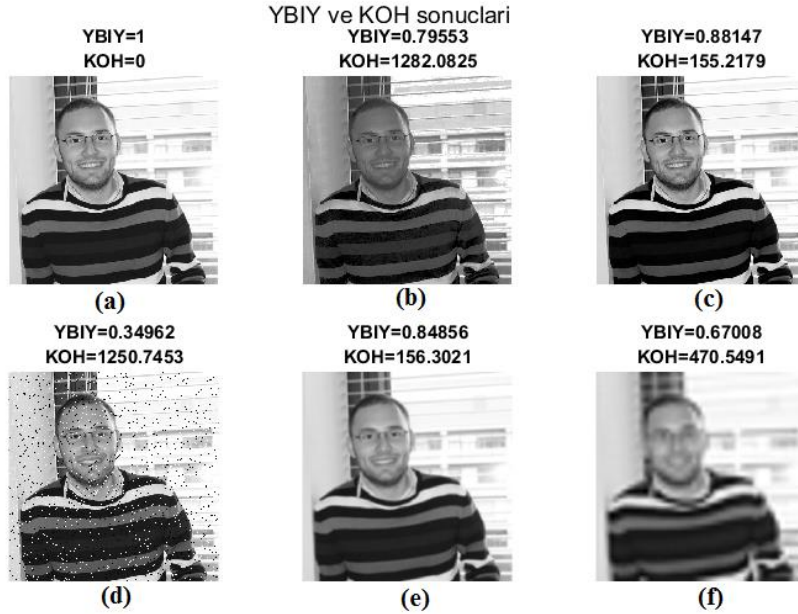 YBIY ve KOH sonuclari
YBIY=1
KOH=0
YBIY=0.79553
KOH=1282.0825
YBIY=0.88147
KOH=155.2179
(a)
(b)
(c)
YBIY=0.34962
KOH=1250.7453
YBIY=0.84856
KOH=156.3021
YBIY=0.67008
KOH=470.5491
(d)
(e)
(f)